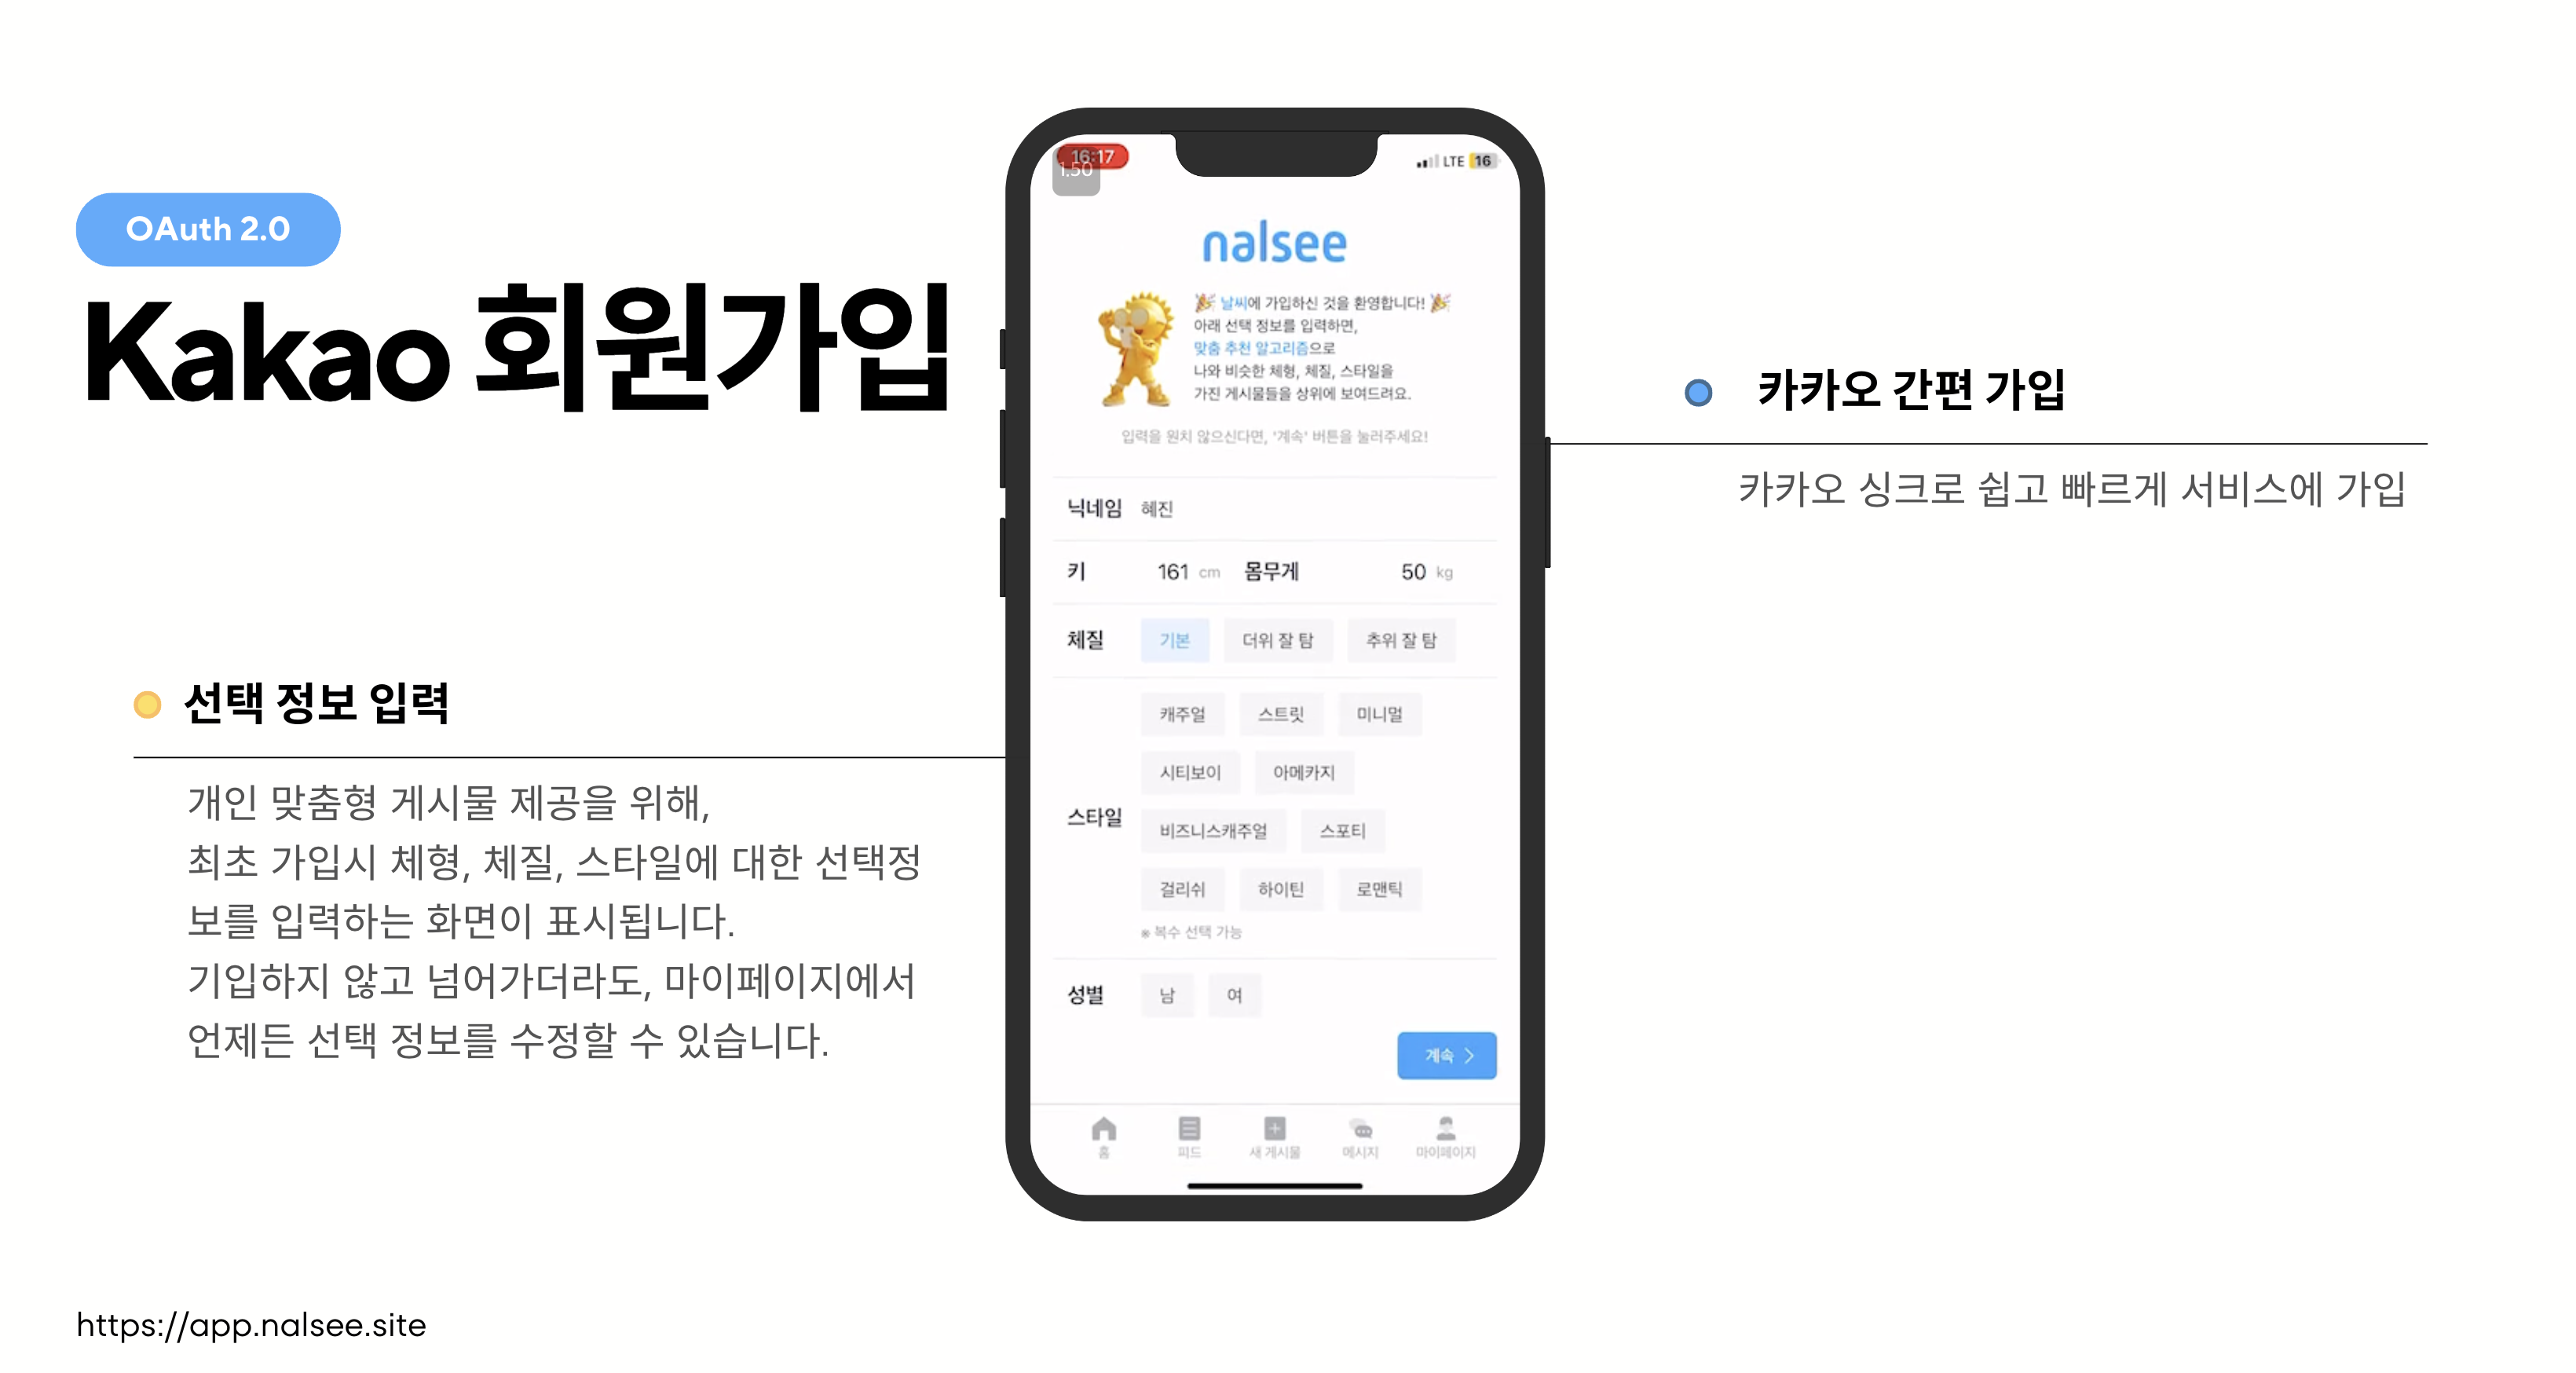 OAuth 2.0
Kakao 회원가입
선택 정보 입력
개인 맞춤형 게시물 제공을 위해,
최초 가입시 체형, 체질, 스타일에 대한 선택정
보를 입력하는 화면이 표시됩니다.
기입하지 않고 넘어가더라도, 마이페이지에서
언제든 선택 정보를 수정할 수 있습니다.
https://app.nalsee.site
16:17
1.50
LTE 16
nalsee
🎉 날씨에 가입하신 것을 환영합니다! 🎉
아래 선택 정보를 입력하면,
맞춤 추천 알고리즘으로
나와 비슷한 체형, 체질, 스타일을
가진 게시물들을 상위에 보여드려요.
입력을 원치 않으신다면, '계속' 버튼을 눌러주세요!
닉네임 혜진
키 161 cm 몸무게 50 kg
체질 기본 더위 잘 탐 추위 잘 탐
캐주얼 스트릿 미니멀
시티보이 아메카지
스타일
비즈니스캐주얼 스포티
걸리쉬 하이틴 로맨틱
※ 복수 선택 가능
성별 남 여
계속 >
홈 피드 새 게시물 메시지 마이페이지
카카오 간편 가입
카카오 싱크로 쉽고 빠르게 서비스에 가입